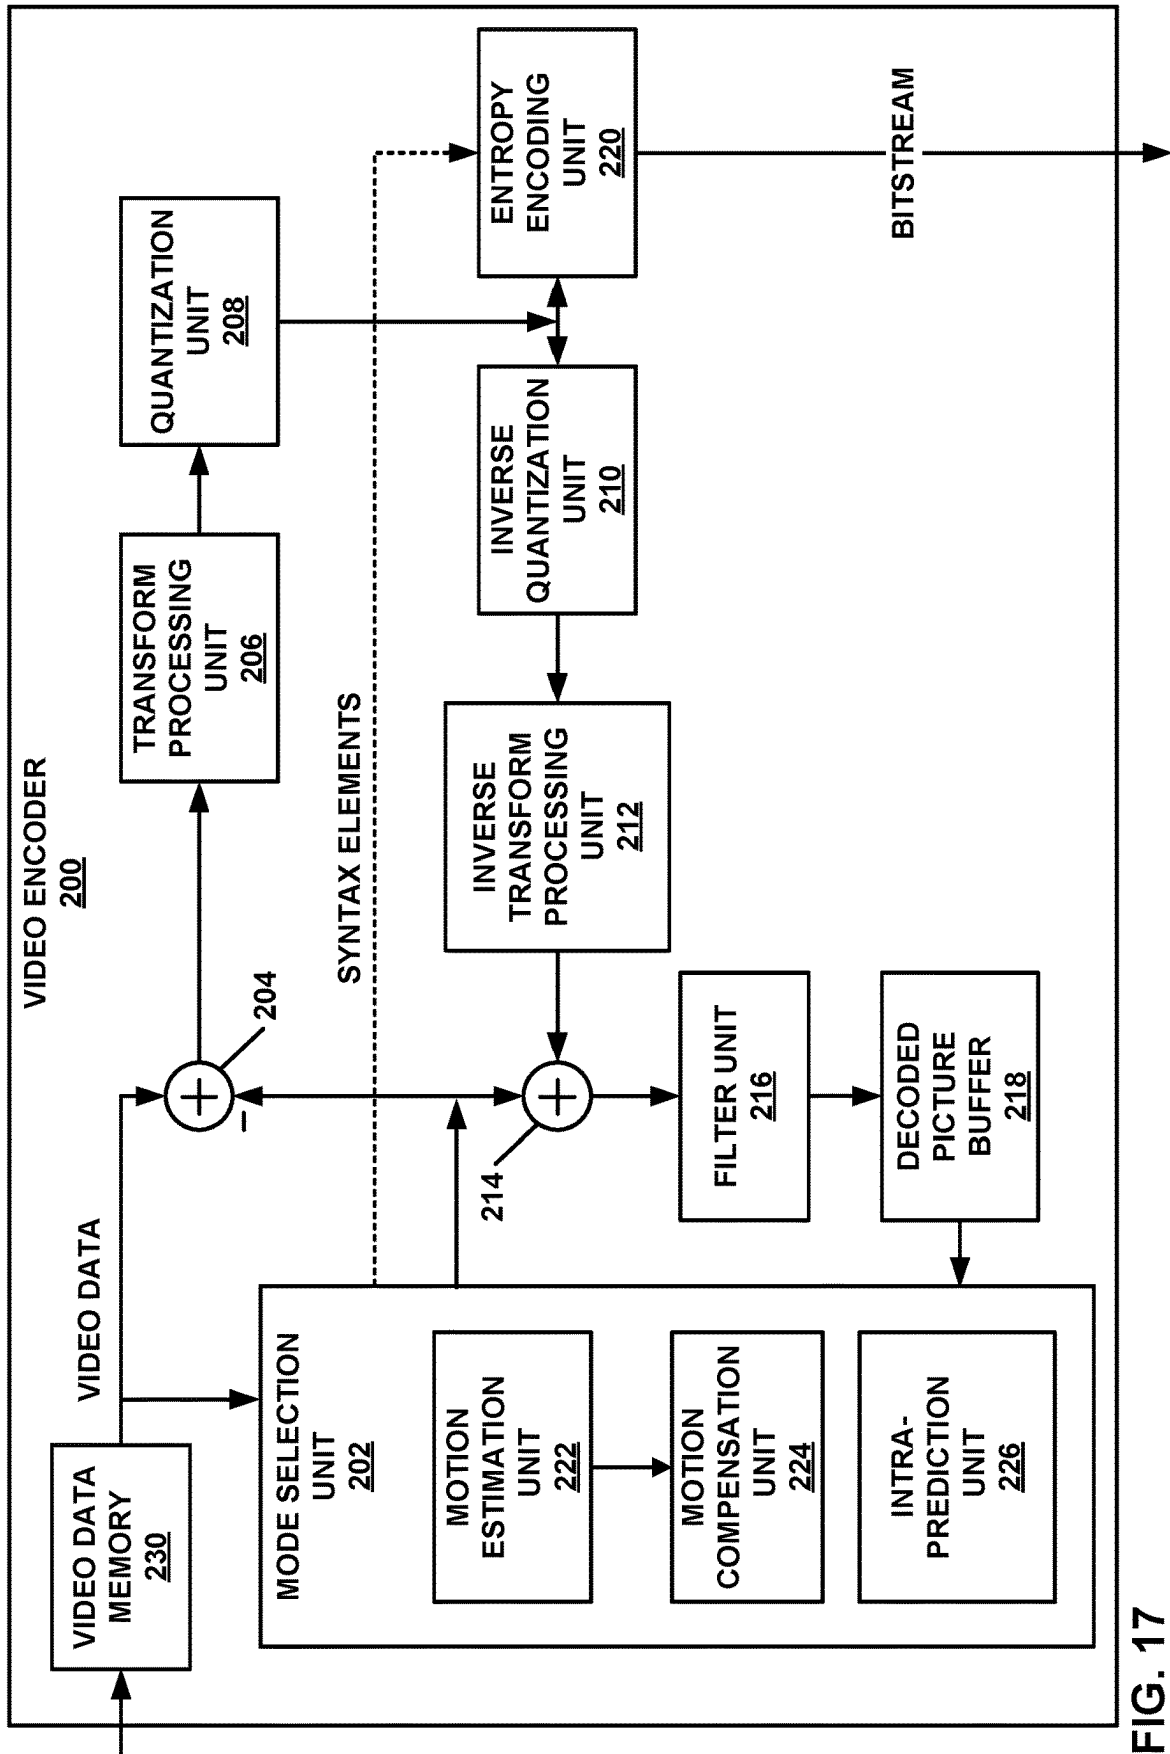 VIDEO ENCODER
200
VIDEO DATA
MEMORY
230
VIDEO DATA
204
–
TRANSFORM
PROCESSING
UNIT
206
QUANTIZATION
UNIT
208
SYNTAX ELEMENTS
MODE SELECTION
UNIT
202
MOTION
ESTIMATION
UNIT
222
MOTION
COMPENSATION
UNIT
224
INTRA-
PREDICTION
UNIT
226
214
INVERSE
TRANSFORM
PROCESSING
UNIT
212
INVERSE
QUANTIZATION
UNIT
210
ENTROPY
ENCODING
UNIT
220
FILTER UNIT
216
DECODED
PICTURE
BUFFER
218
BITSTREAM
FIG. 17